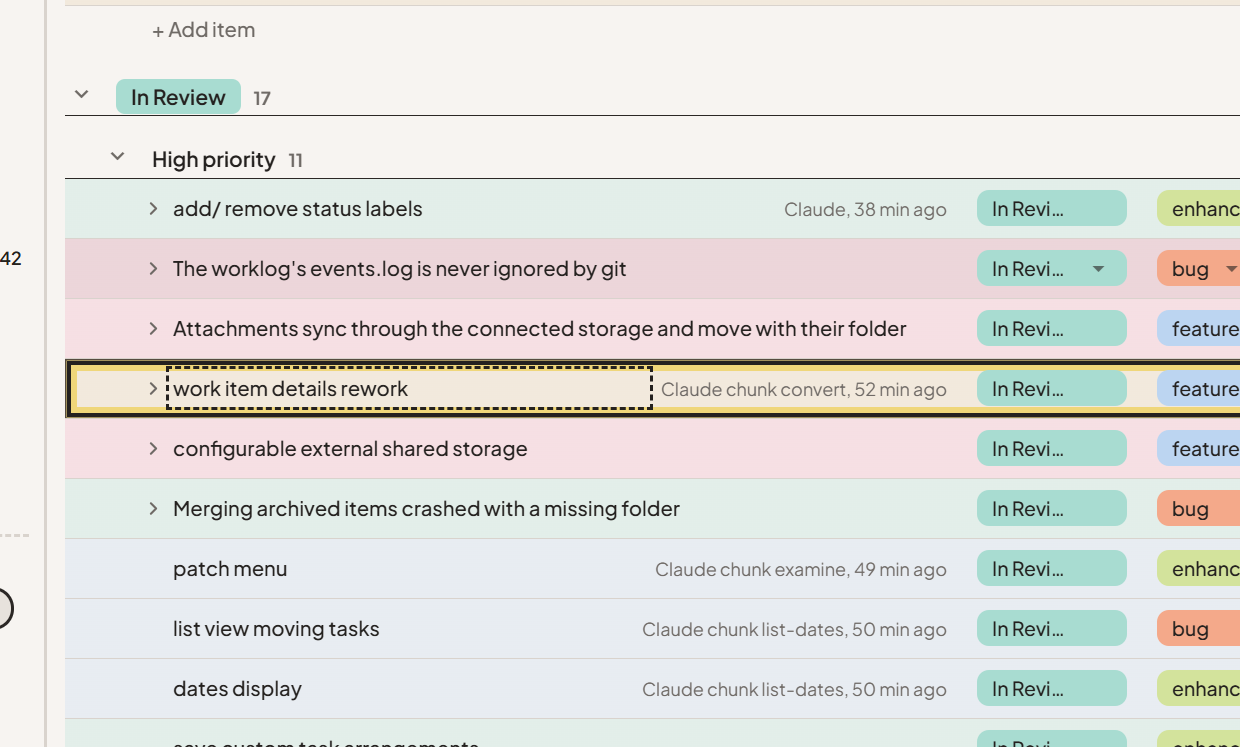 + Add item
In Review 17
High priority 11
add/ remove status labels Claude, 38 min ago In Revi... enhanc
42
The worklog's events.log is never ignored by git In Revi... bug
Attachments sync through the connected storage and move with their folder In Revi... feature
work item details rework Claude chunk convert, 52 min ago In Revi... feature
configurable external shared storage In Revi... feature
Merging archived items crashed with a missing folder In Revi... bug
patch menu Claude chunk examine, 49 min ago In Revi... enhanc
list view moving tasks Claude chunk list-dates, 50 min ago In Revi... bug
dates display Claude chunk list-dates, 50 min ago In Revi... enhanc